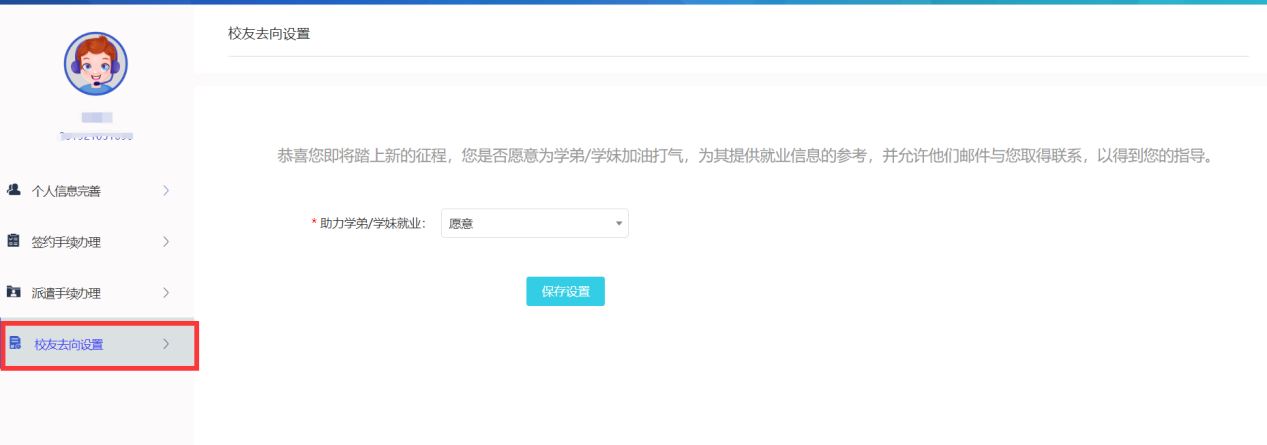 校友去向设置
恭喜您即将踏上新的征程，您是否愿意为学弟/学妹加油打气，为其提供就业信息的参考，并允许他们邮件与您取得联系，以得到您的指导。
个人信息完善
* 助力学弟/学妹就业： 愿意
签约手续办理
保存设置
派遣手续办理
校友去向设置